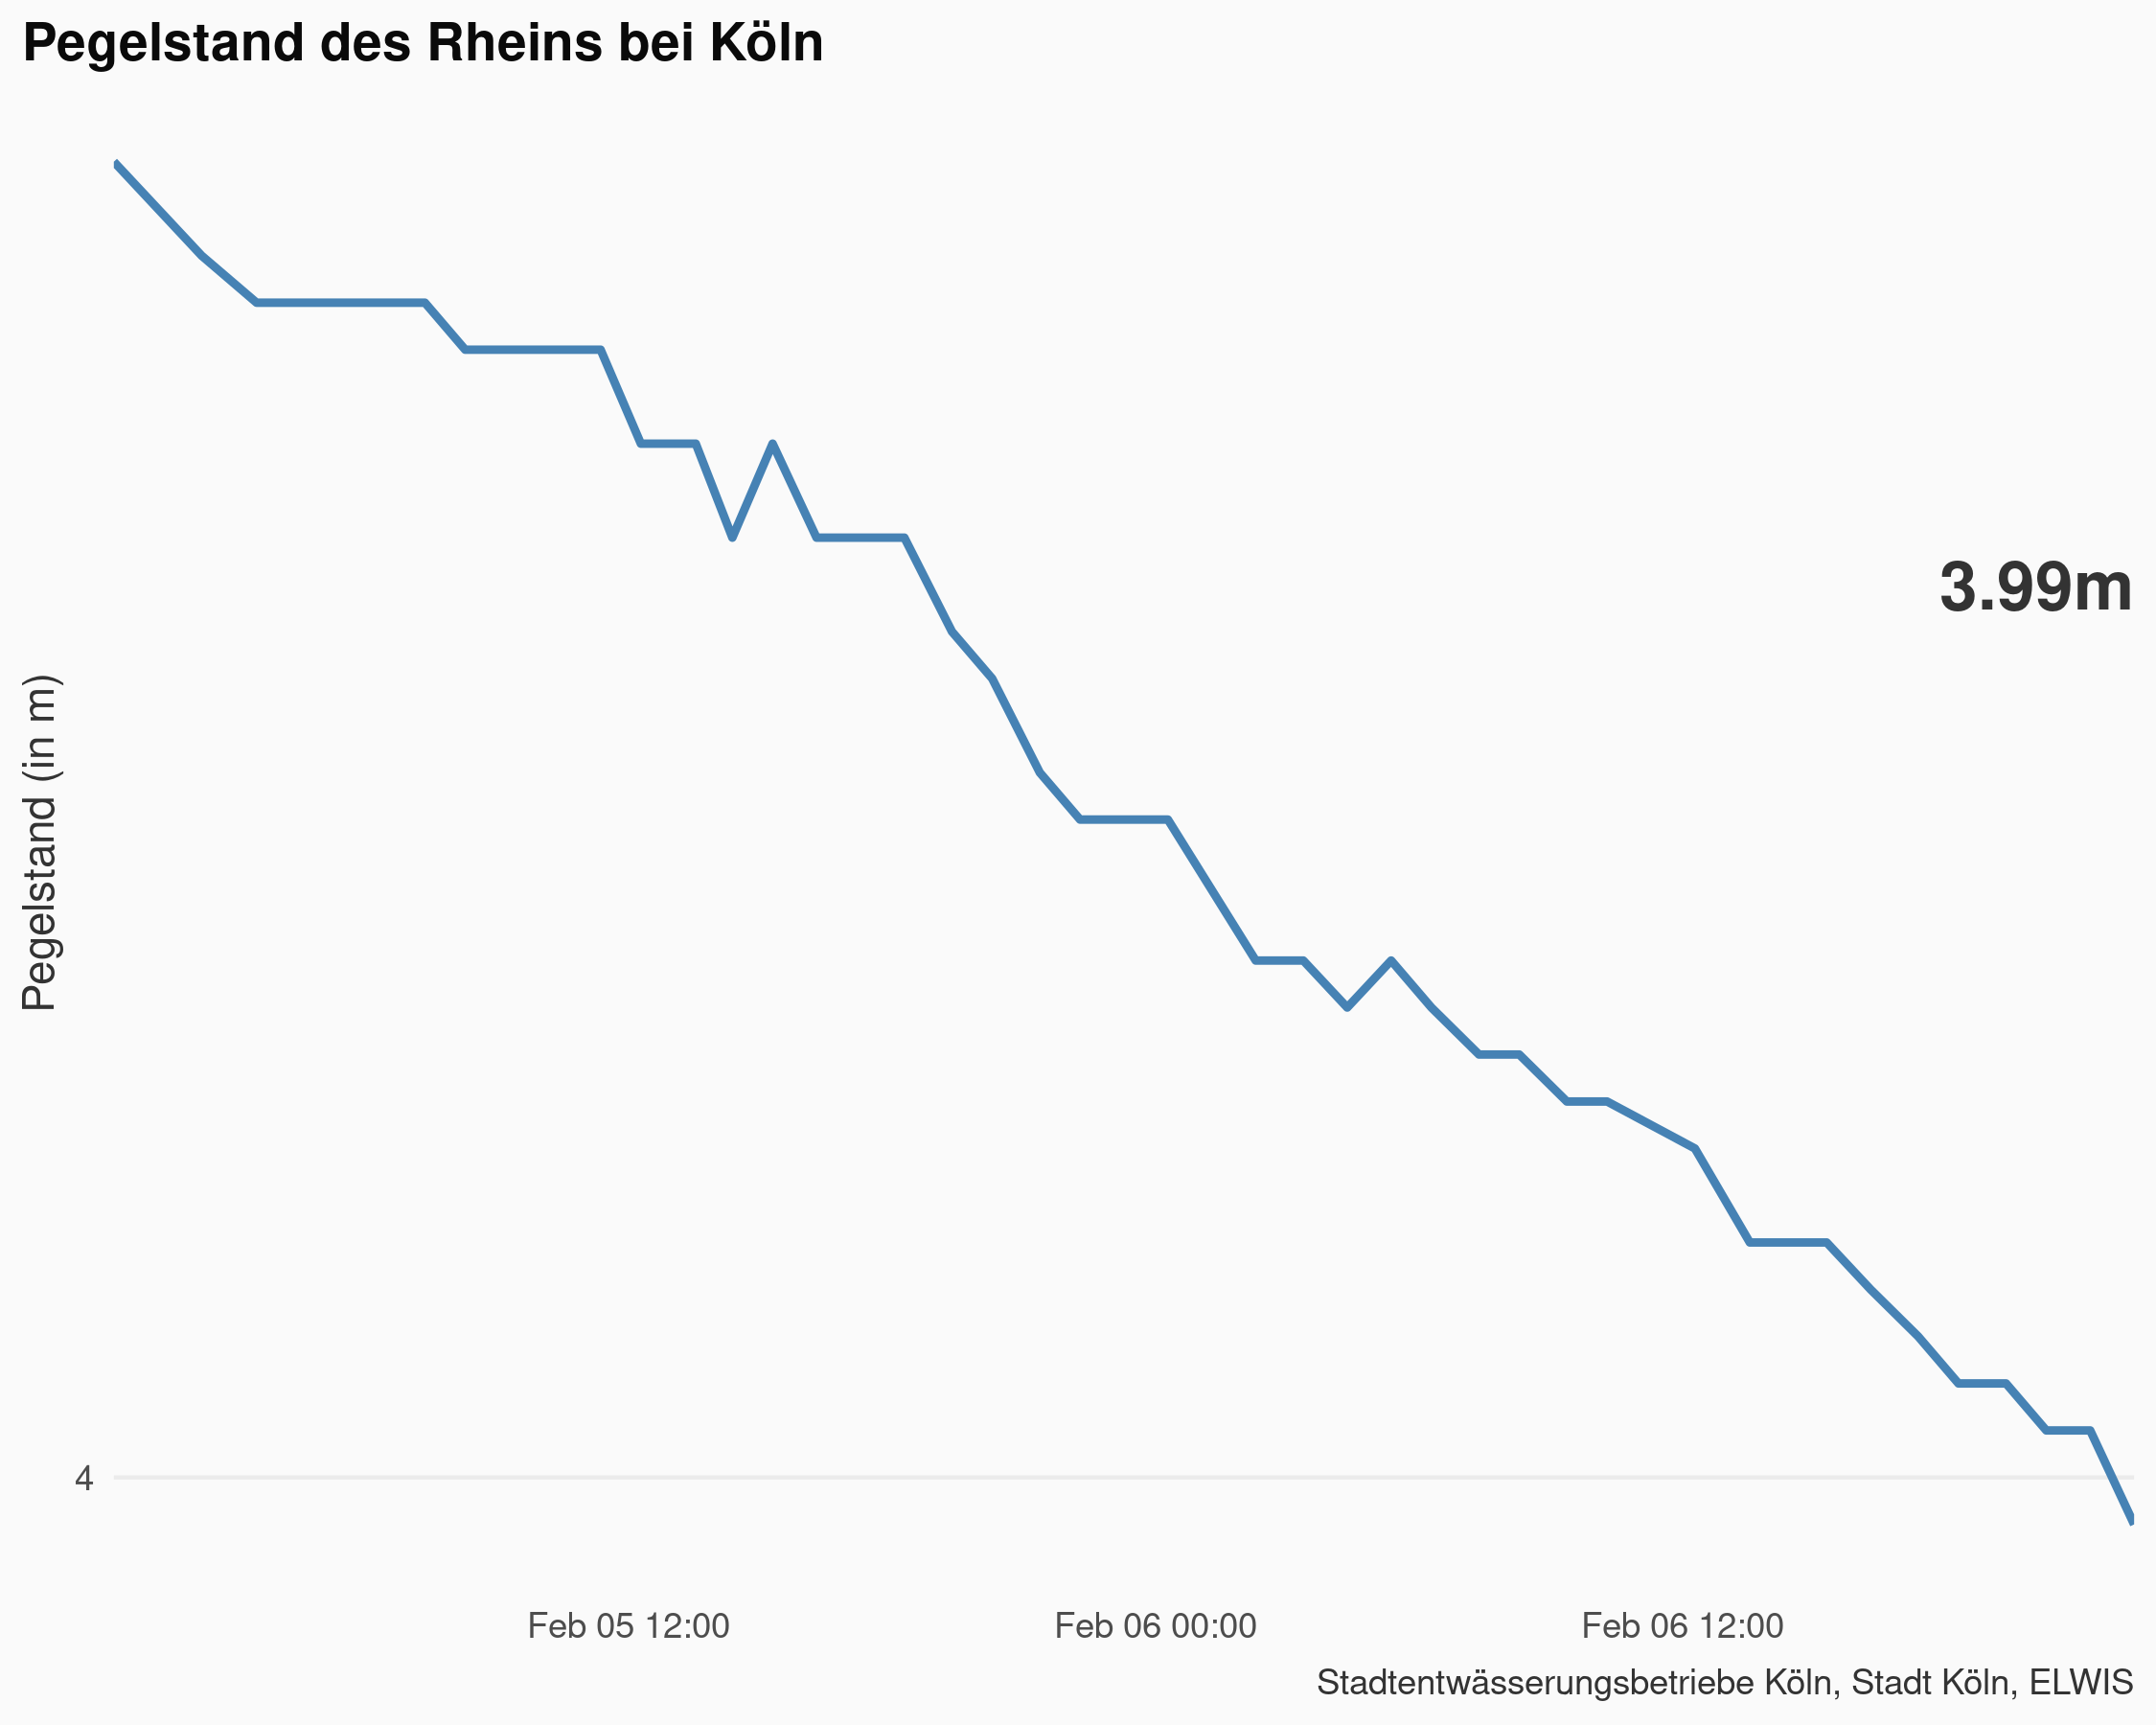 Pegelstand des Rheins bei Köln
3.99m
Pegelstand (in m)
4
Feb 05 12:00
Feb 06 00:00
Feb 06 12:00
Stadtentwässerungsbetriebe Köln, Stadt Köln, ELWIS